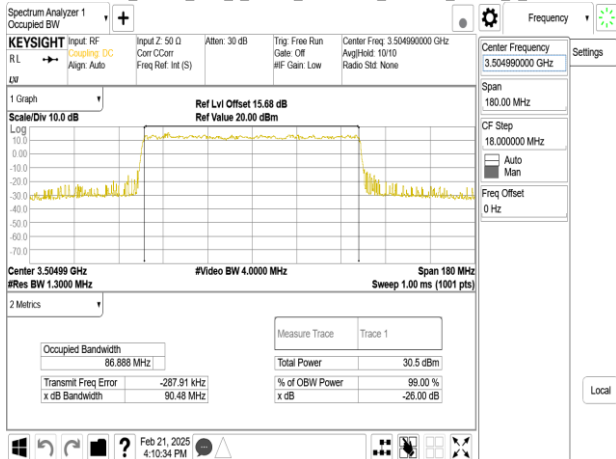 Spectrum Analyzer 1
Occupied BW
Frequency
KEYSIGHT
RL
Input: RF
Coupling: DC
Align: Auto
Input Z: 50 Ω
Corr CCorr
Freq Ref: Int (S)
Atten: 30 dB
Trig: Free Run
Gate: Off
#IF Gain: Low
Center Freq: 3.504990000 GHz
Avg|Hold: 10/10
Radio Std: None
Center Frequency
3.504990000 GHz
Settings
Span
180.00 MHz
CF Step
18.000000 MHz
Auto
Man
Freq Offset
0 Hz
Local
1 Graph
Scale/Div 10.0 dB
Ref Lvl Offset 15.68 dB
Ref Value 20.00 dBm
Log
10.0
0.00
-10.0
-20.0
-30.0
-40.0
-50.0
-60.0
-70.0
Center 3.50499 GHz
#Res BW 1.3000 MHz
#Video BW 4.0000 MHz
Span 180 MHz
Sweep 1.00 ms (1001 pts)
2 Metrics
Measure Trace Trace 1
Occupied Bandwidth
86.888 MHz
Total Power 30.5 dBm
Transmit Freq Error -287.91 kHz
% of OBW Power 99.00 %
x dB Bandwidth 90.48 MHz
x dB -26.00 dB
Feb 21, 2025
4:10:34 PM